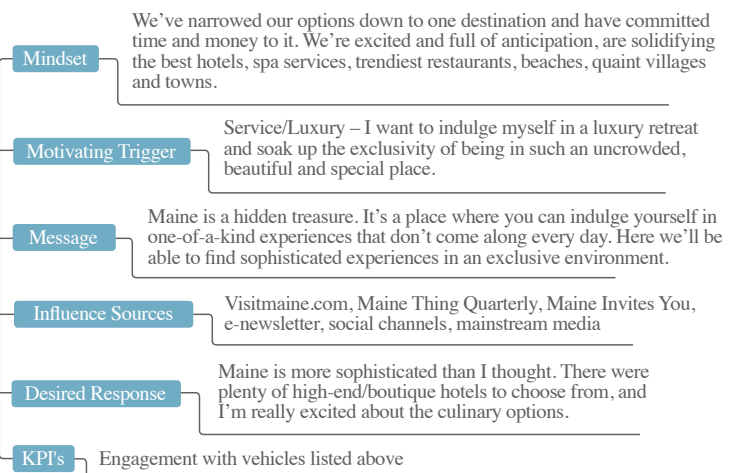 We’ve narrowed our options down to one destination and have committed
time and money to it. We’re excited and full of anticipation, are solidifying
Mindset
the best hotels, spa services, trendiest restaurants, beaches, quaint villages
and towns.
Service/Luxury – I want to indulge myself in a luxury retreat
Motivating Trigger
and soak up the exclusivity of being in such an uncrowded,
beautiful and special place.
Maine is a hidden treasure. It’s a place where you can indulge yourself in
Message
one-of-a-kind experiences that don’t come along every day. Here we’ll be
able to find sophisticated experiences in an exclusive environment.
Influence Sources
Visitmaine.com, Maine Thing Quarterly, Maine Invites You,
e-newsletter, social channels, mainstream media
Maine is more sophisticated than I thought. There were
Desired Response
plenty of high-end/boutique hotels to choose from, and
I’m really excited about the culinary options.
KPI's
Engagement with vehicles listed above